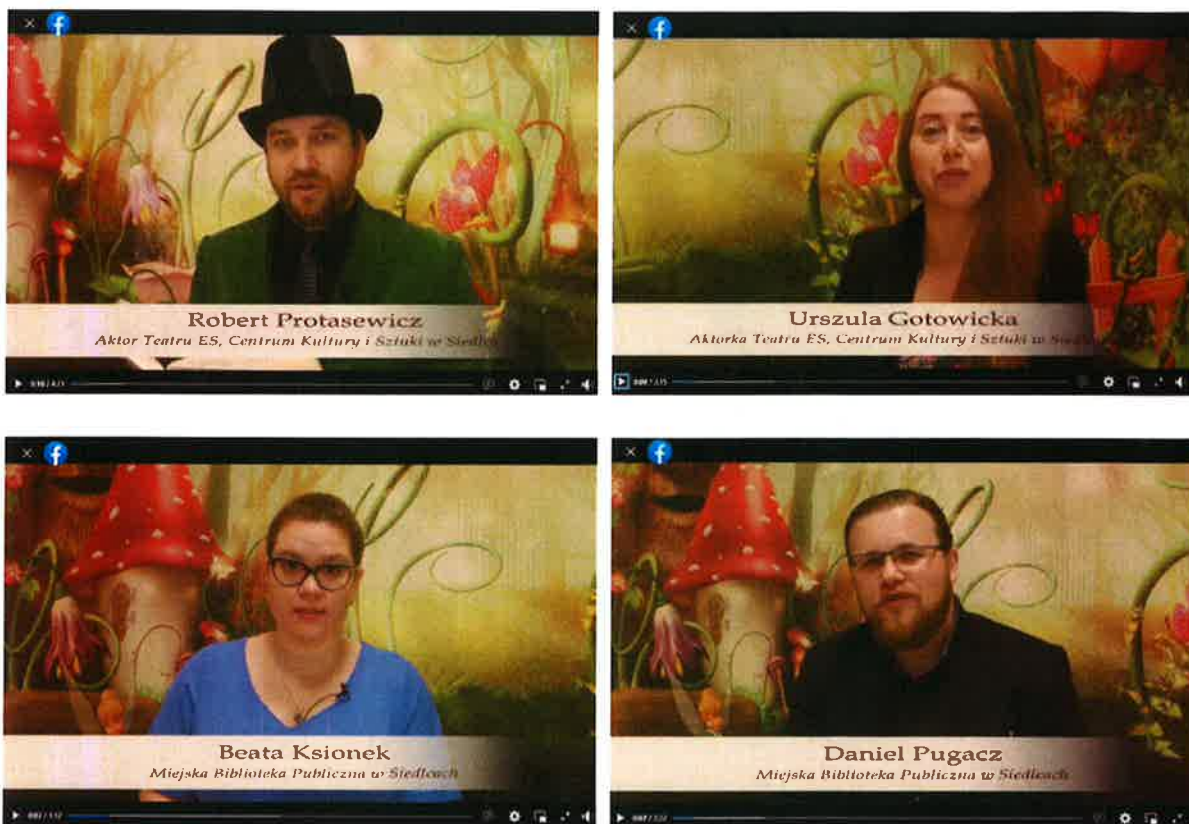 Robert Protasewicz
Aktor Teatru ES, Centrum Kultury i Sztuki w Siedlca
Urszula Gotowicka
Aktorka Teatru ES, Centrum Kultury i Sztuki w
Beata Ksionek
Miejska Biblioteka Publiczna w Siedlcach
Daniel Pugacz
Miejska Biblioteka Publiczna w Siedlcach